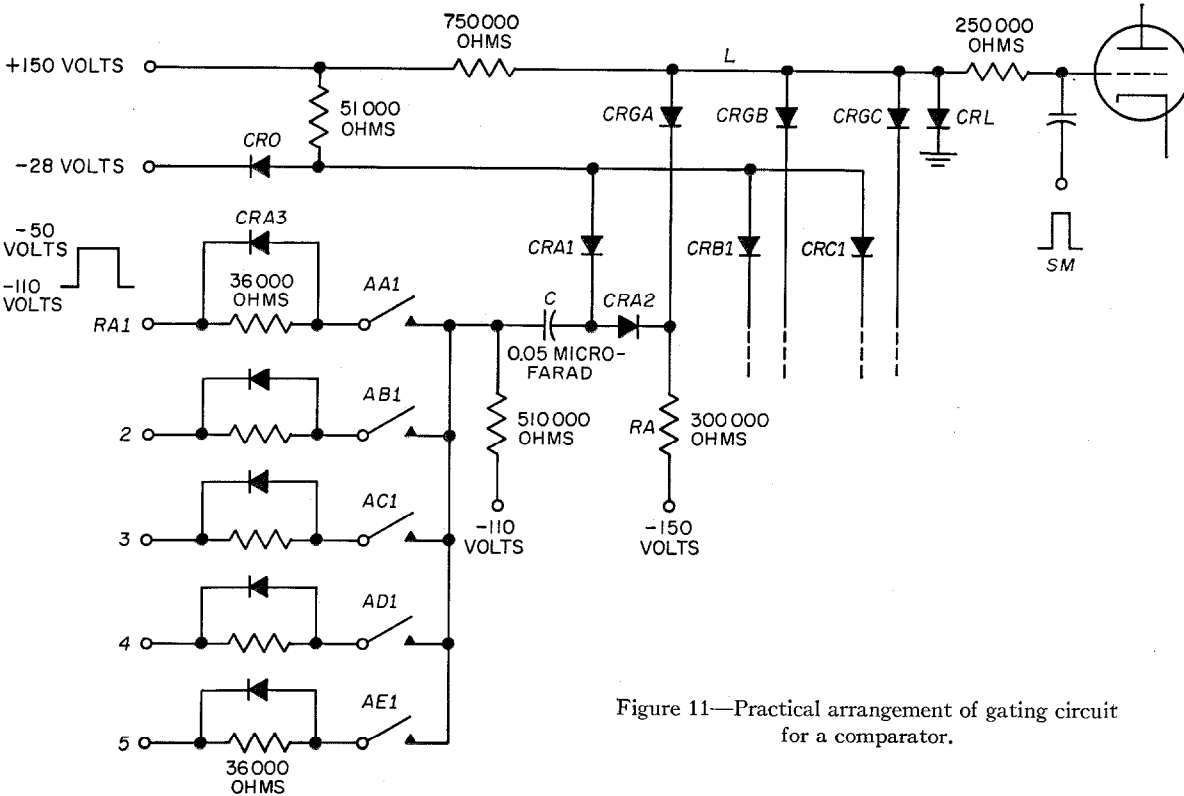 750 000
OHMS
250 000
OHMS
+150 VOLTS
L
51 000
OHMS
CRGA
CRGB
CRGC
CRL
CRO
-28 VOLTS
-50
VOLTS
-110
VOLTS
CRA3
36 000
OHMS
AA1
CRA1
CRB1
CRC1
SM
RA1
C
CRA2
0.05 MICRO-
FARAD
AB1
2
510 000
OHMS
RA
300 000
OHMS
AC1
3
-110
VOLTS
-150
VOLTS
AD1
4
AE1
5
36 000
OHMS
Figure 11—Practical arrangement of gating circuit
for a comparator.